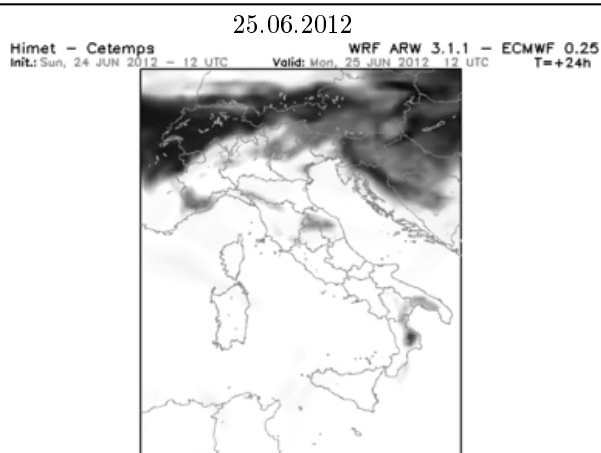 25.06.2012
Himet – Cetemps WRF ARW 3.1.1 – ECMWF 0.25
Init.: Sun, 24 JUN 2012 – 12 UTC Valid: Mon, 25 JUN 2012 12 UTC T=+24h